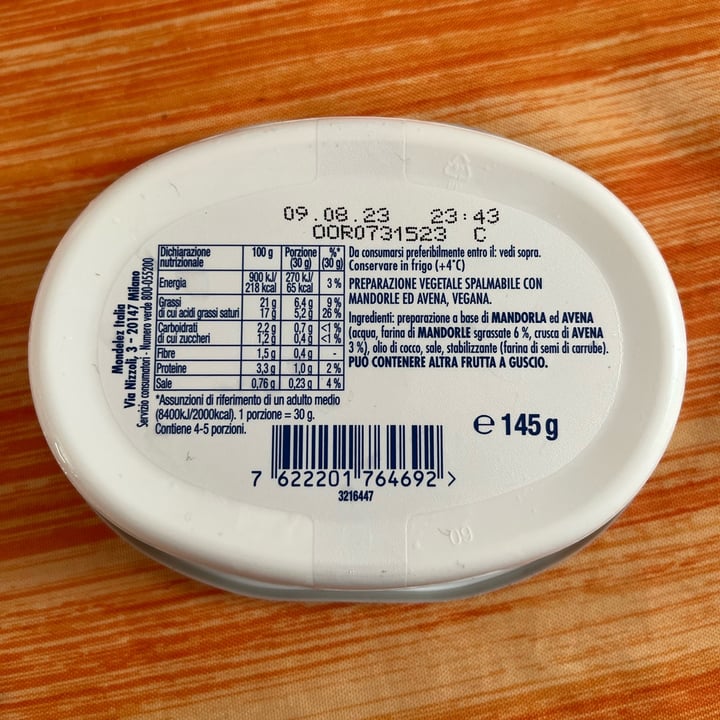 09.08.23 23:43
OOR0731523 C
Dichiarazione nutrizionale 100 g Porzione (30 g) %* (30 g)
Energia 900 kJ/ 218 kcal 270 kJ/ 65 kcal 3 %
Grassi 21 g 6,4 g 9 %
di cui acidi grassi saturi 17 g 5,2 g 26 %
Carboidrati 2,2 g 0,7 g <1 %
di cui zuccheri 1,2 g 0,4 g <1 %
Fibre 1,5 g 0,4 g -
Proteine 3,3 g 1,0 g 2 %
Sale 0,76 g 0,23 g 4 %
*Assunzioni di riferimento di un adulto medio
(8400kJ/2000kcal). 1 porzione = 30 g.
Contiene 4-5 porzioni.
Da consumarsi preferibilmente entro il: vedi sopra.
Conservare in frigo (+4°C)
PREPARAZIONE VEGETALE SPALMABILE CON
MANDORLE ED AVENA, VEGANA.
Ingredienti: preparazione a base di MANDORLA ed AVENA
(acqua, farina di MANDORLE sgrassate 6 %, crusca di AVENA
3 %), olio di cocco, sale, stabilizzante (farina di semi di carrube).
PUÒ CONTENERE ALTRA FRUTTA A GUSCIO.
Mondelez Italia
Via Nizzoli, 3 - 20147 Milano
Servizio consumatori - Numero verde 800-055200
e 145 g
7 622201 764692 >
3216447
09